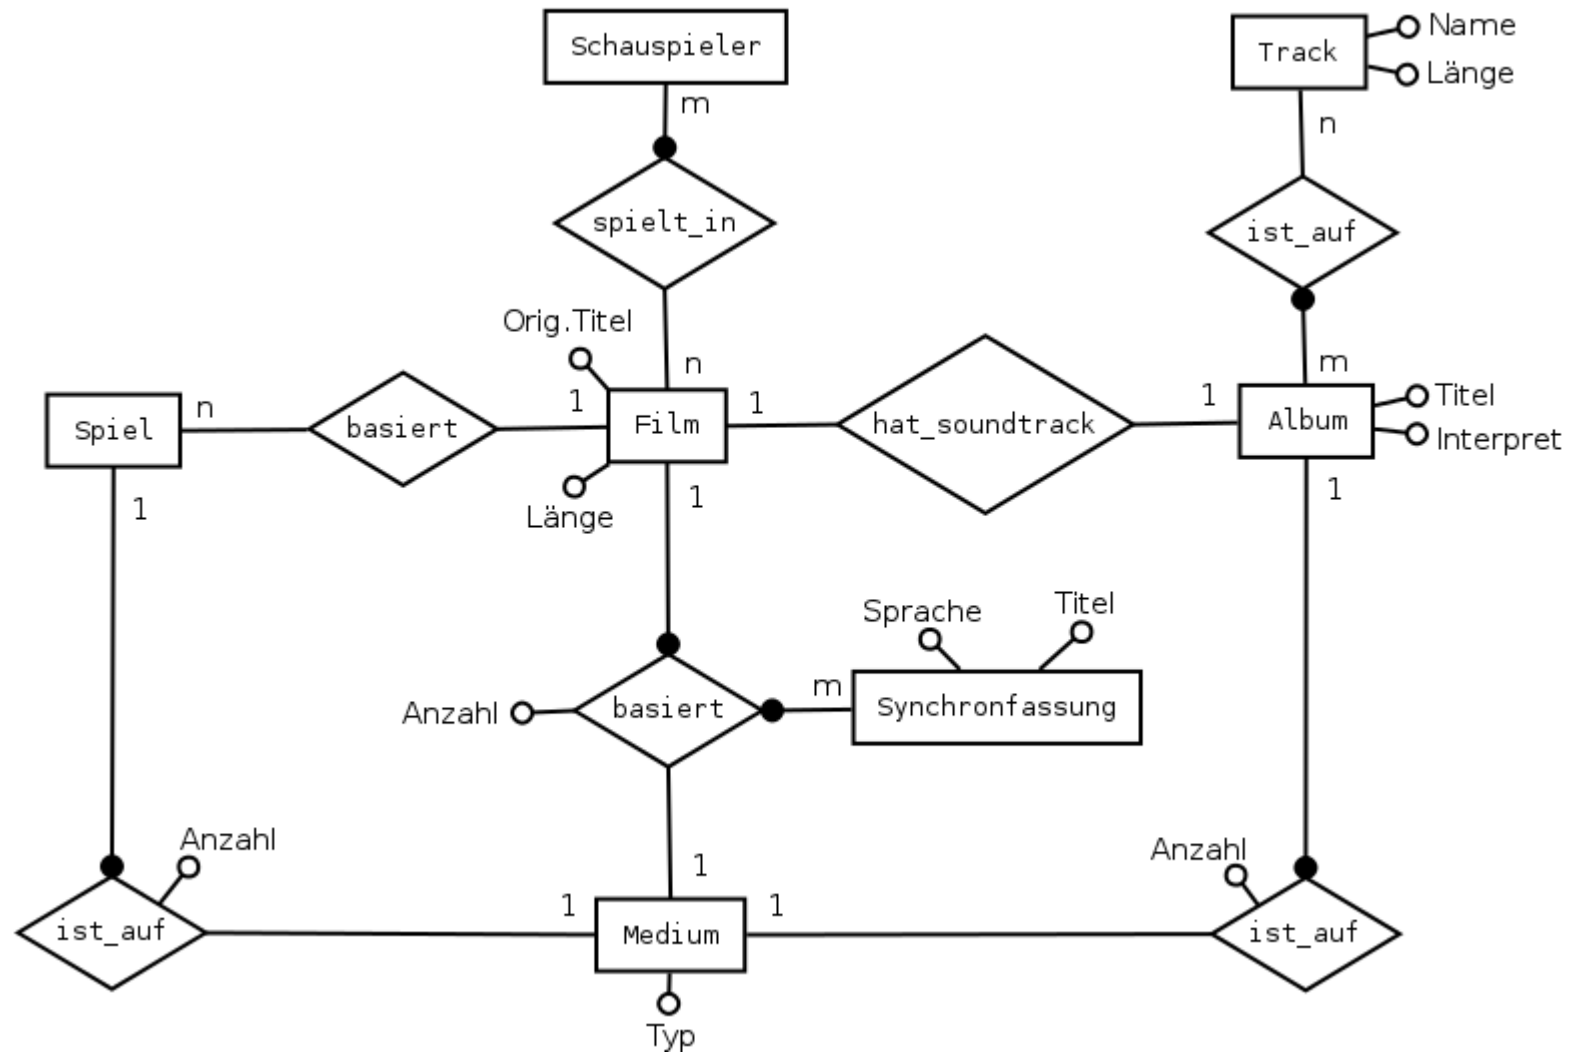 Schauspieler
Track
Name
Länge
m
n
spielt_in
ist_auf
Orig.Titel
n
m
Spiel
n
basiert
1
Film
1
hat_soundtrack
1
Album
Titel
Interpret
1
Länge
1
1
Sprache
Titel
Anzahl
basiert
m
Synchronfassung
Anzahl
Anzahl
1
ist_auf
1
Medium
1
ist_auf
Typ